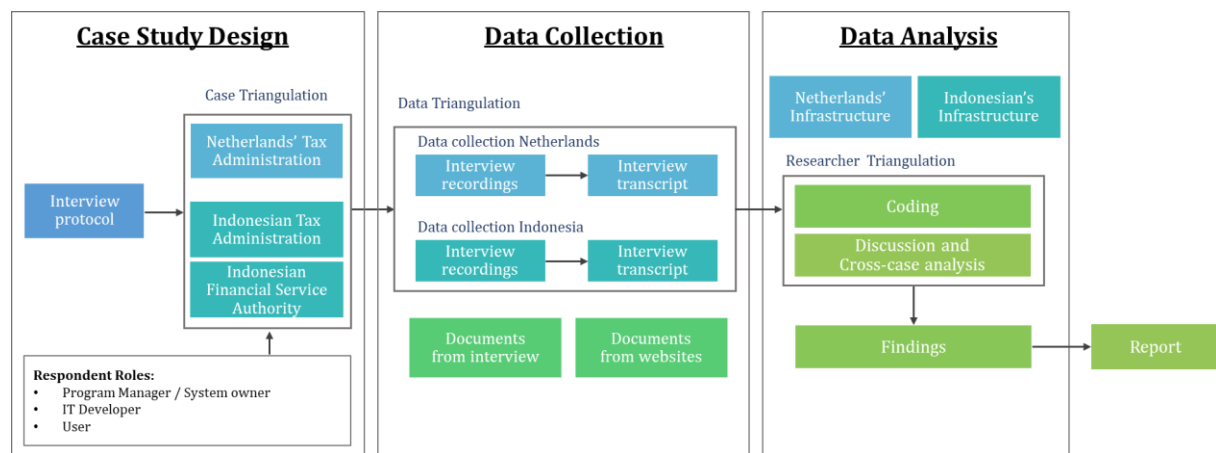 Case Study Design
Case Triangulation
Netherlands' Tax
Administration
Interview
protocol
Indonesian Tax
Administration
Indonesian
Financial Service
Authority
Respondent Roles:
• Program Manager / System owner
• IT Developer
• User
Data Collection
Data Triangulation
Data collection Netherlands
Interview
recordings
Interview
transcript
Data collection Indonesia
Interview
recordings
Interview
transcript
Documents
from interview
Documents
from websites
Data Analysis
Netherlands'
Infrastructure
Indonesian's
Infrastructure
Researcher Triangulation
Coding
Discussion and
Cross-case analysis
Findings
Report